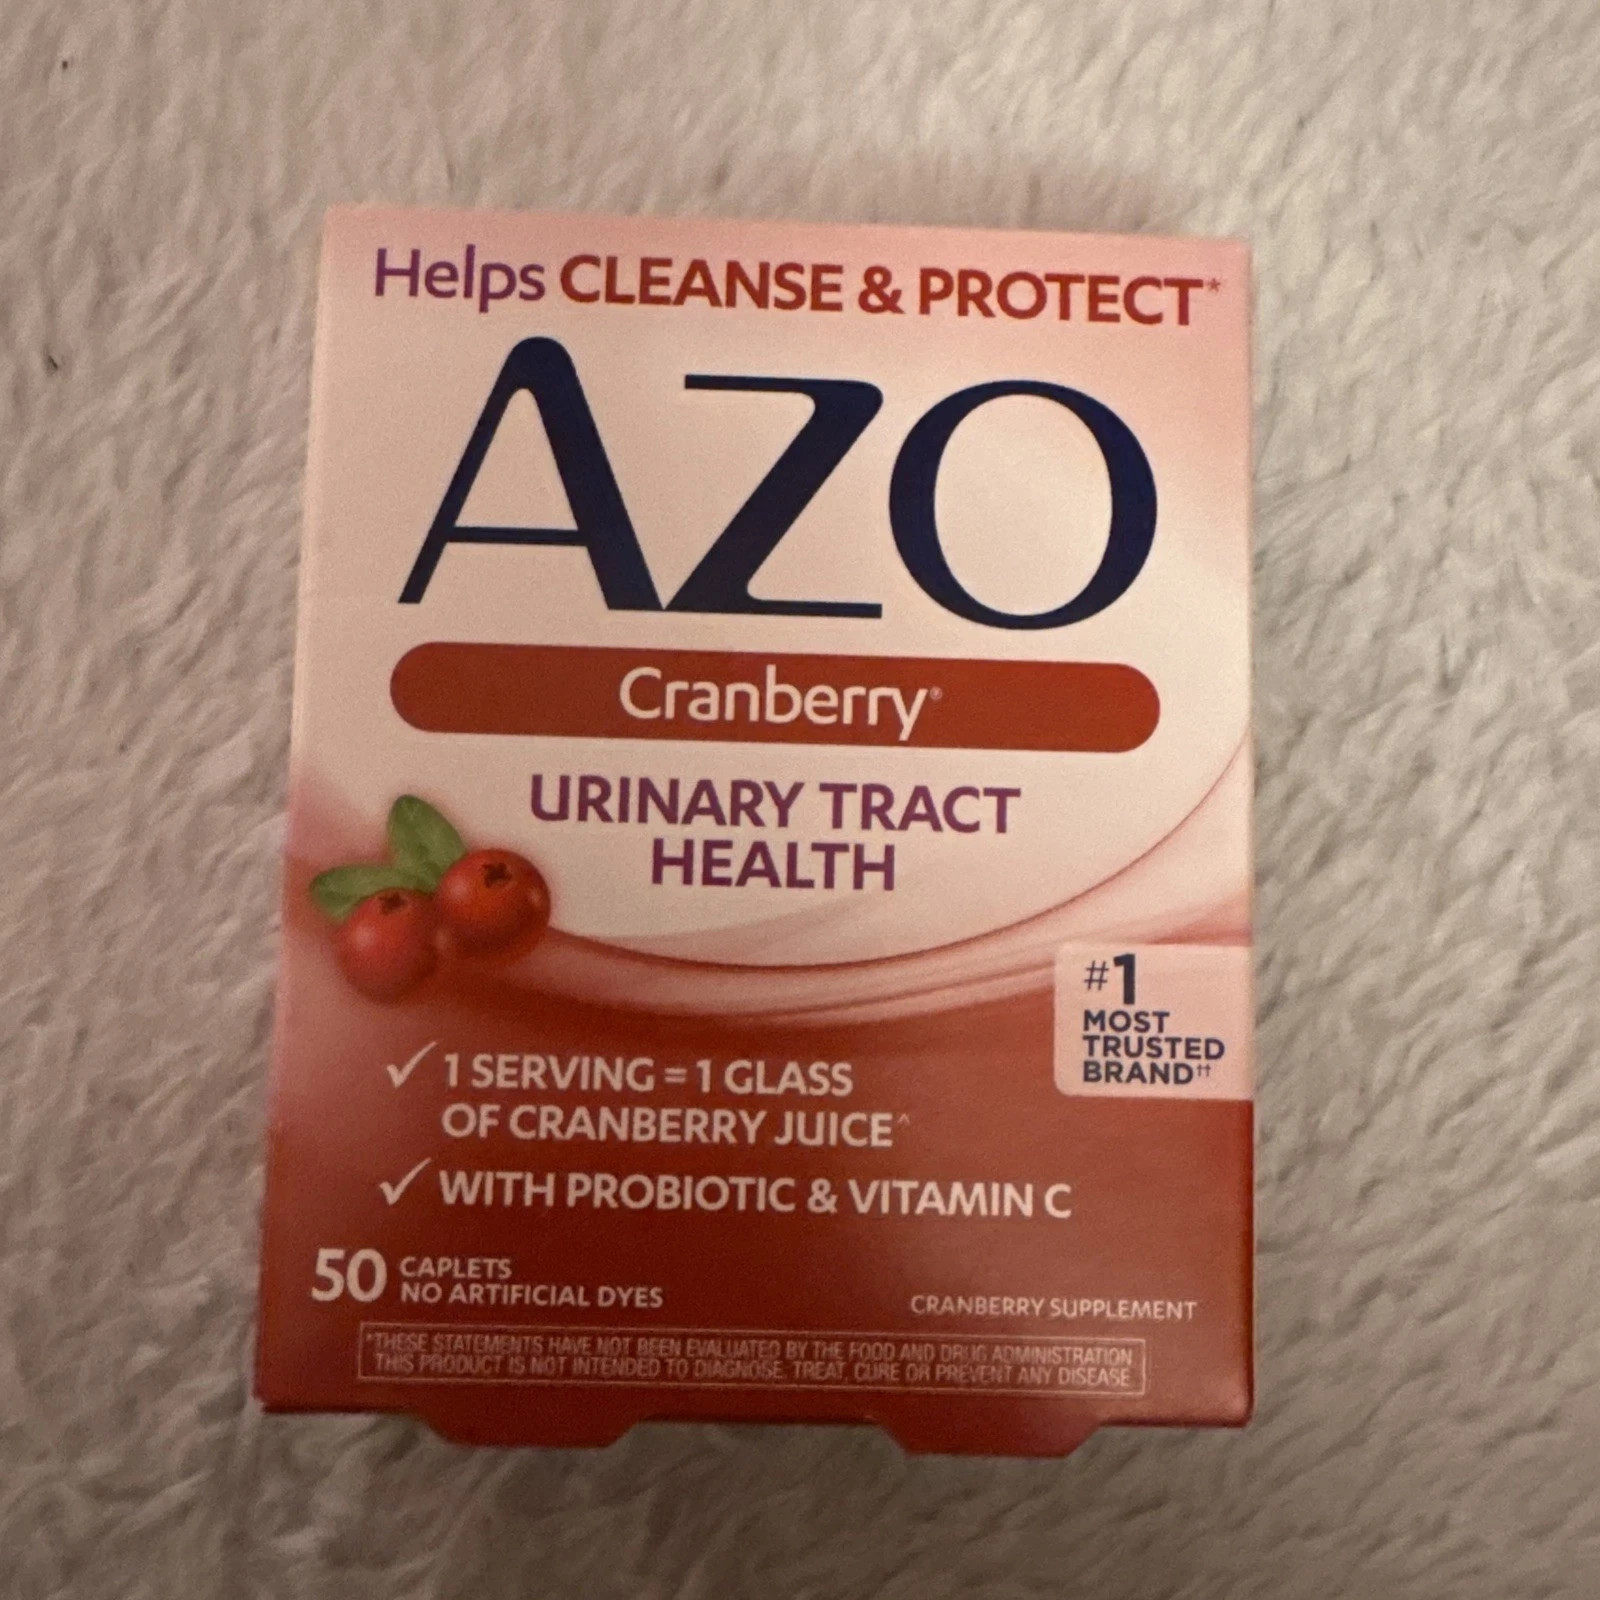 Helps CLEANSE & PROTECT*
AZO
Cranberry®
URINARY TRACT
HEALTH
#1
MOST
TRUSTED
BRAND††
✓ 1 SERVING = 1 GLASS
OF CRANBERRY JUICE^
✓ WITH PROBIOTIC & VITAMIN C
50 CAPLETS
NO ARTIFICIAL DYES
CRANBERRY SUPPLEMENT
*THESE STATEMENTS HAVE NOT BEEN EVALUATED BY THE FOOD AND DRUG ADMINISTRATION
THIS PRODUCT IS NOT INTENDED TO DIAGNOSE, TREAT, CURE OR PREVENT ANY DISEASE